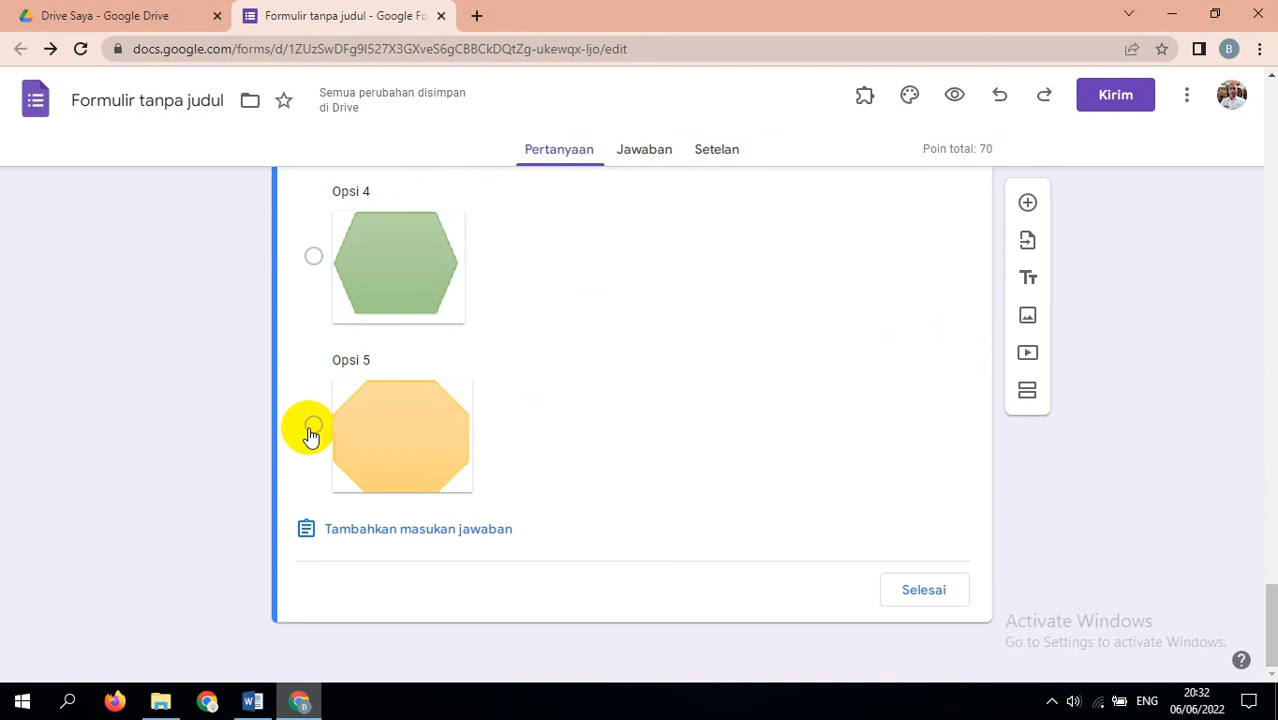 Drive Saya - Google Drive
Formulir tanpa judul - Google Fo
docs.google.com/forms/d/1ZUzSwDFg9I527X3GXveS6gCBBCkDQtZg-ukewqx-Ijo/edit
B
Formulir tanpa judul
Semua perubahan disimpan
di Drive
Kirim
Pertanyaan
Jawaban
Setelan
Poin total: 70
Opsi 4
Opsi 5
Tambahkan masukan jawaban
Selesai
Activate Windows
Go to Settings to activate Windows.
ENG
20:32
06/06/2022